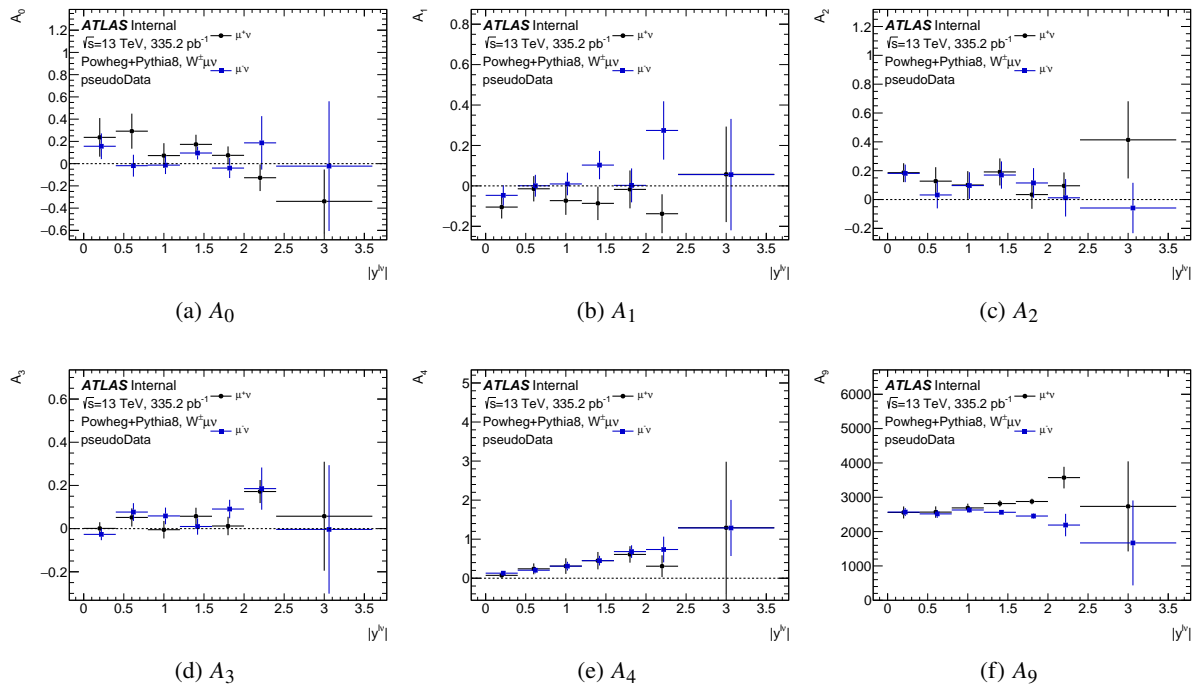 A₀
ATLAS Internal
√s=13 TeV, 335.2 pb⁻¹
Powheg+Pythia8, W±μν
pseudoData
μ⁺ν
μ⁻ν
1.2
1
0.8
0.6
0.4
0.2
0
−0.2
−0.4
−0.6
0 0.5 1 1.5 2 2.5 3 3.5
|y^lν|
(a) A₀
A₁
ATLAS Internal
√s=13 TeV, 335.2 pb⁻¹
Powheg+Pythia8, W±μν
pseudoData
μ⁺ν
μ⁻ν
0.8
0.6
0.4
0.2
0
−0.2
0 0.5 1 1.5 2 2.5 3 3.5
|y^lν|
(b) A₁
A₂
ATLAS Internal
√s=13 TeV, 335.2 pb⁻¹
Powheg+Pythia8, W±μν
pseudoData
μ⁺ν
μ⁻ν
1
0.8
0.6
0.4
0.2
0
−0.2
0 0.5 1 1.5 2 2.5 3 3.5
|y^lν|
(c) A₂
A₃
ATLAS Internal
√s=13 TeV, 335.2 pb⁻¹
Powheg+Pythia8, W±μν
pseudoData
μ⁺ν
μ⁻ν
0.6
0.4
0.2
0
−0.2
0 0.5 1 1.5 2 2.5 3 3.5
|y^lν|
(d) A₃
A₄
ATLAS Internal
√s=13 TeV, 335.2 pb⁻¹
Powheg+Pythia8, W±μν
pseudoData
μ⁺ν
μ⁻ν
5
4
3
2
1
0
0 0.5 1 1.5 2 2.5 3 3.5
|y^lν|
(e) A₄
A₉
ATLAS Internal
√s=13 TeV, 335.2 pb⁻¹
Powheg+Pythia8, W±μν
pseudoData
μ⁺ν
μ⁻ν
6000
5000
4000
3000
2000
1000
0
0 0.5 1 1.5 2 2.5 3 3.5
|y^lν|
(f) A₉